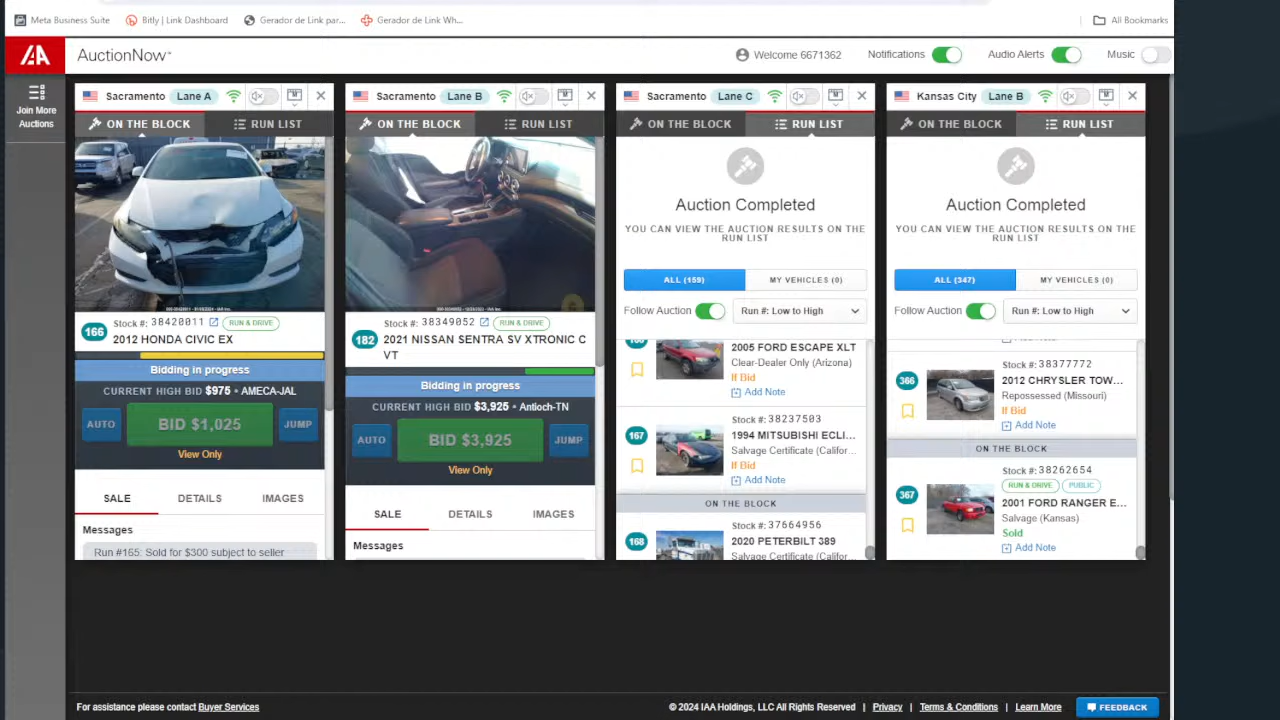 Meta Business Suite
Bitly | Link Dashboard
Gerador de Link par...
Gerador de Link Wh...
All Bookmarks
IAA
AuctionNow™
Welcome 6671362
Notifications
Audio Alerts
Music
Join More
Auctions
Sacramento Lane A
ON THE BLOCK
RUN LIST
166
Stock #: 38420011
RUN & DRIVE
2012 HONDA CIVIC EX
Bidding in progress
CURRENT HIGH BID $975 • AMECA-JAL
AUTO
BID $1,025
JUMP
View Only
SALE
DETAILS
IMAGES
Messages
Run #165: Sold for $300 subject to seller
Sacramento Lane B
ON THE BLOCK
RUN LIST
182
Stock #: 38349052
RUN & DRIVE
2021 NISSAN SENTRA SV XTRONIC C
VT
Bidding in progress
CURRENT HIGH BID $3,925 • Antioch-TN
AUTO
BID $3,925
JUMP
View Only
SALE
DETAILS
IMAGES
Messages
Sacramento Lane C
ON THE BLOCK
RUN LIST
Auction Completed
YOU CAN VIEW THE AUCTION RESULTS ON THE
RUN LIST
ALL (159)
MY VEHICLES (0)
Follow Auction
Run #: Low to High
2005 FORD ESCAPE XLT
Clear-Dealer Only (Arizona)
If Bid
Add Note
167
Stock #: 38237503
1994 MITSUBISHI ECLI...
Salvage Certificate (Califor...
If Bid
Add Note
ON THE BLOCK
168
Stock #: 37664956
2020 PETERBILT 389
Salvage Certificate (Califor...
Kansas City Lane B
ON THE BLOCK
RUN LIST
Auction Completed
YOU CAN VIEW THE AUCTION RESULTS ON THE
RUN LIST
ALL (347)
MY VEHICLES (0)
Follow Auction
Run #: Low to High
366
Stock #: 38377772
2012 CHRYSLER TOW...
Repossessed (Missouri)
If Bid
Add Note
ON THE BLOCK
367
Stock #: 38262654
RUN & DRIVE
PUBLIC
2001 FORD RANGER E...
Salvage (Kansas)
Sold
Add Note
For assistance please contact Buyer Services
© 2024 IAA Holdings, LLC All Rights Reserved | Privacy | Terms & Conditions | Learn More
FEEDBACK